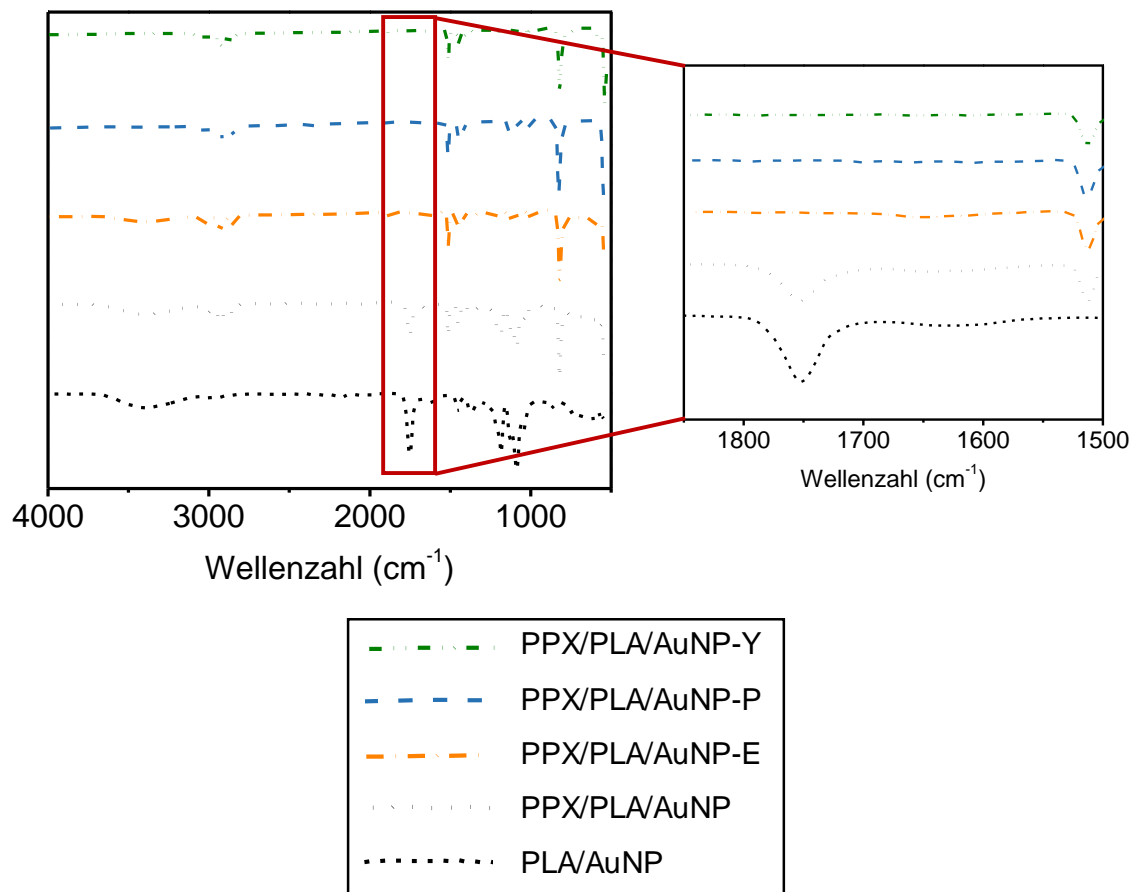 1800 1700 1600 1500
Wellenzahl (cm-1)
4000 3000 2000 1000
Wellenzahl (cm-1)
PPX/PLA/AuNP-Y
PPX/PLA/AuNP-P
PPX/PLA/AuNP-E
PPX/PLA/AuNP
PLA/AuNP